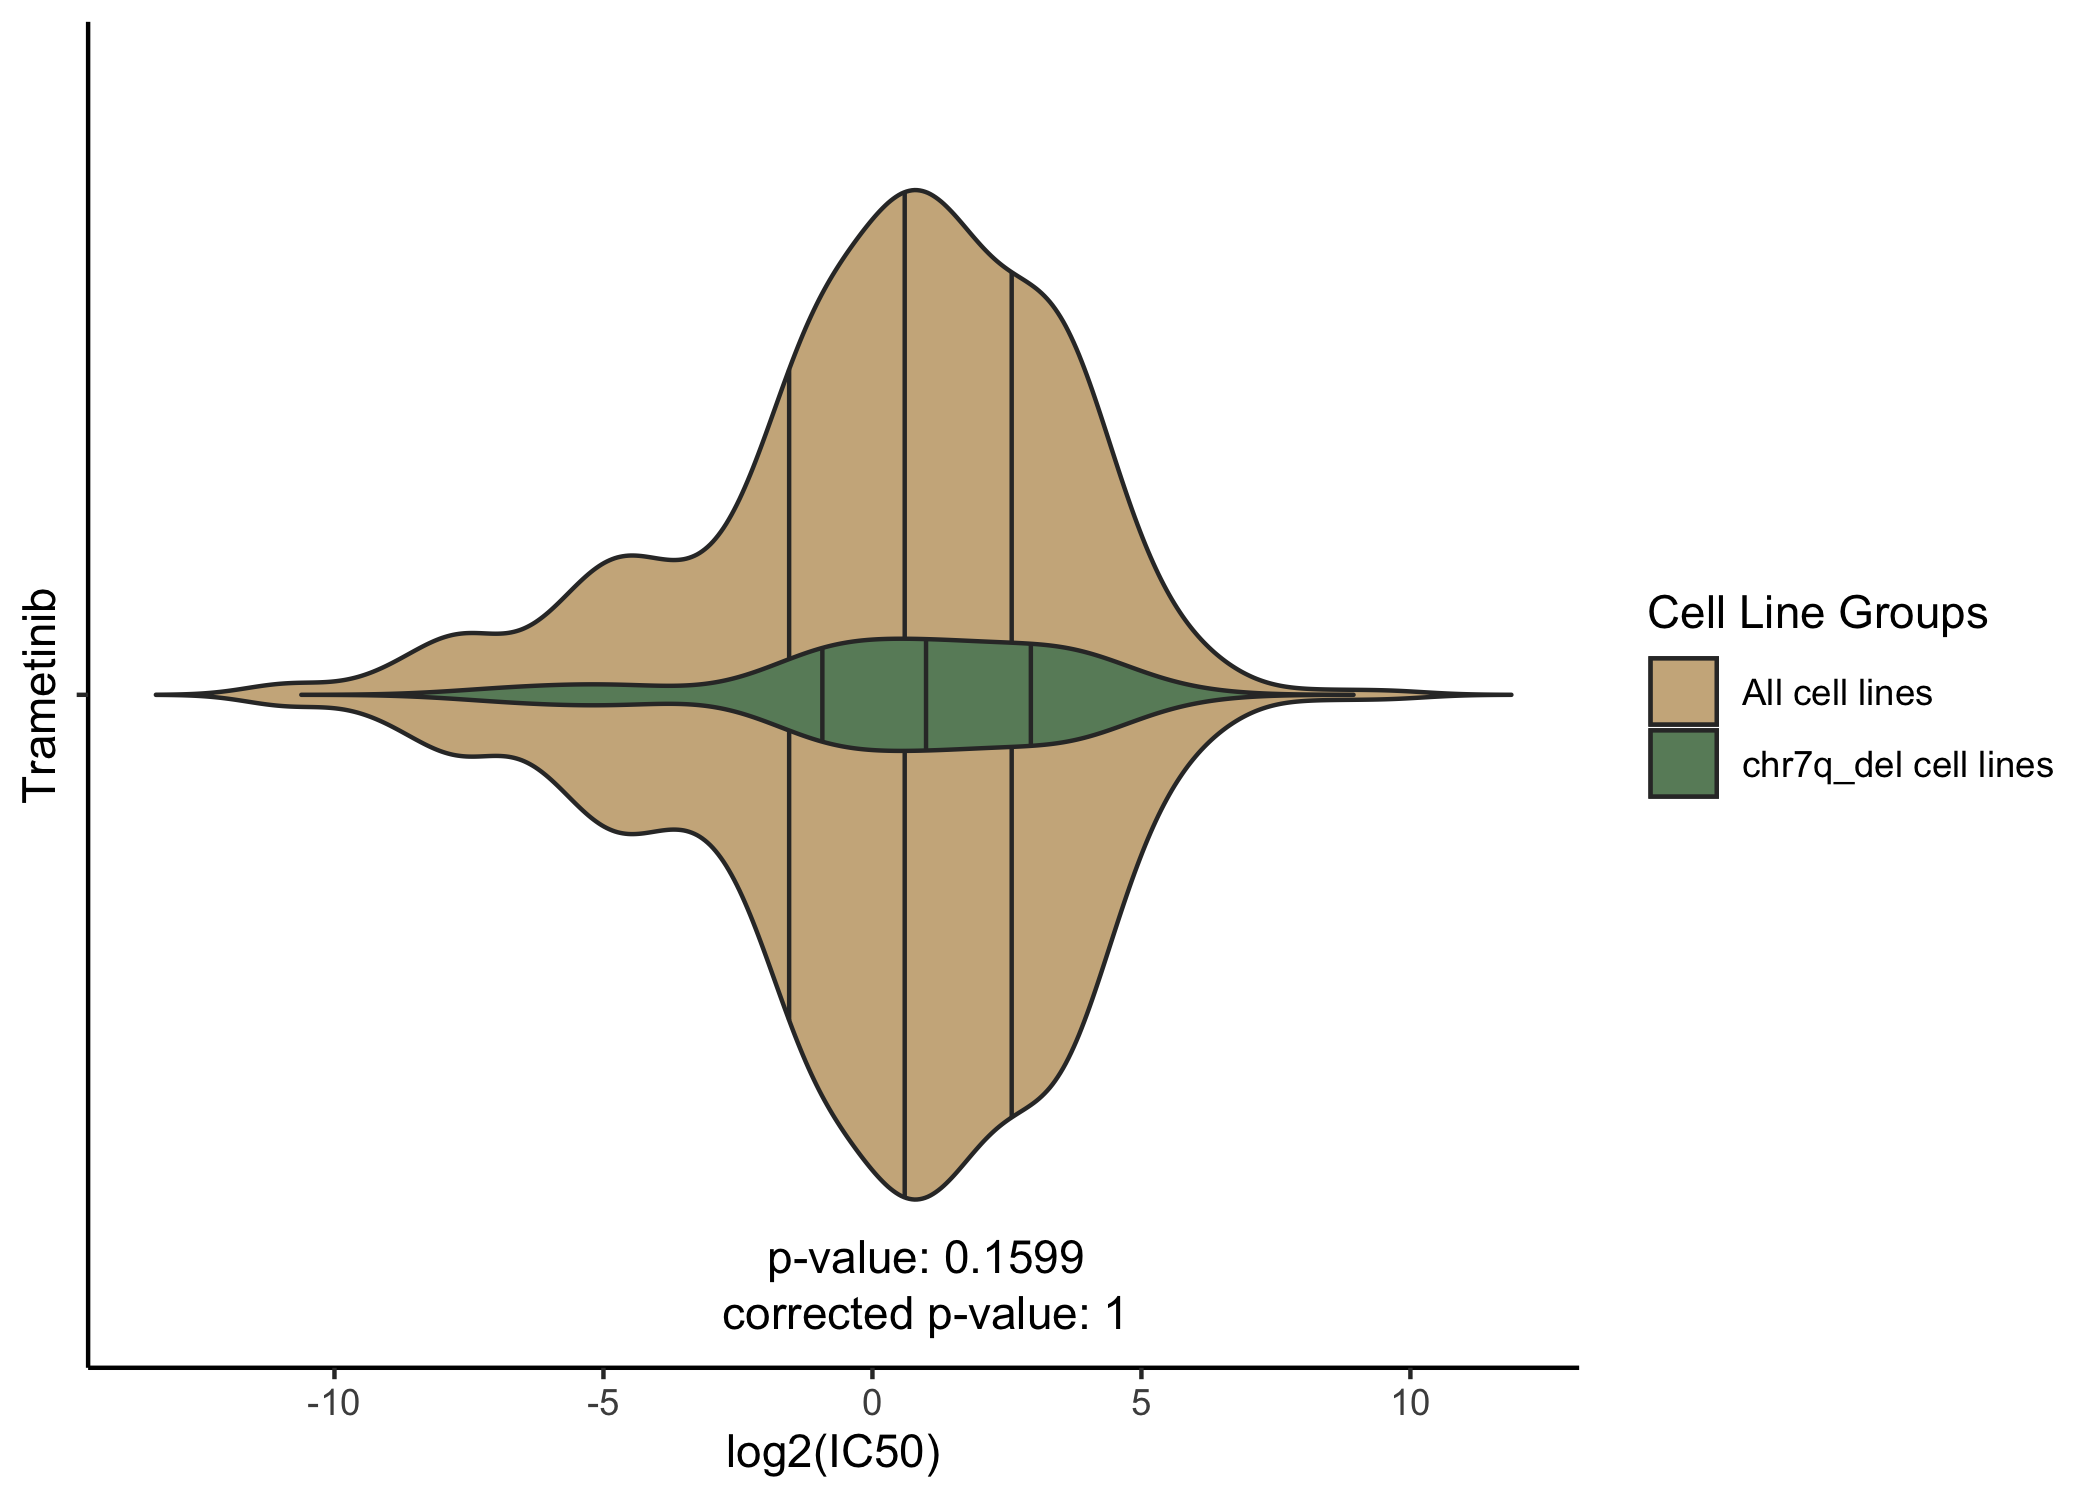 Trametinib
p-value: 0.1599
corrected p-value: 1
-10
-5
0
5
10
log2(IC50)
Cell Line Groups
All cell lines
chr7q_del cell lines